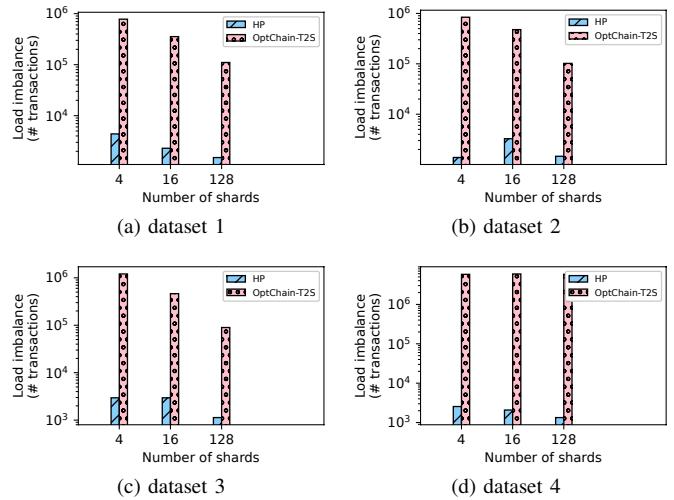 10⁶
10⁵
10⁴
Load imbalance
(# transactions)
HP
OptChain-T2S
4 16 128
Number of shards
(a) dataset 1
10⁶
10⁵
10⁴
Load imbalance
(# transactions)
HP
OptChain-T2S
4 16 128
Number of shards
(b) dataset 2
10⁶
10⁵
10⁴
10³
Load imbalance
(# transactions)
HP
OptChain-T2S
4 16 128
Number of shards
(c) dataset 3
10⁶
10⁵
10⁴
10³
Load imbalance
(# transactions)
HP
OptChain-T2S
4 16 128
Number of shards
(d) dataset 4